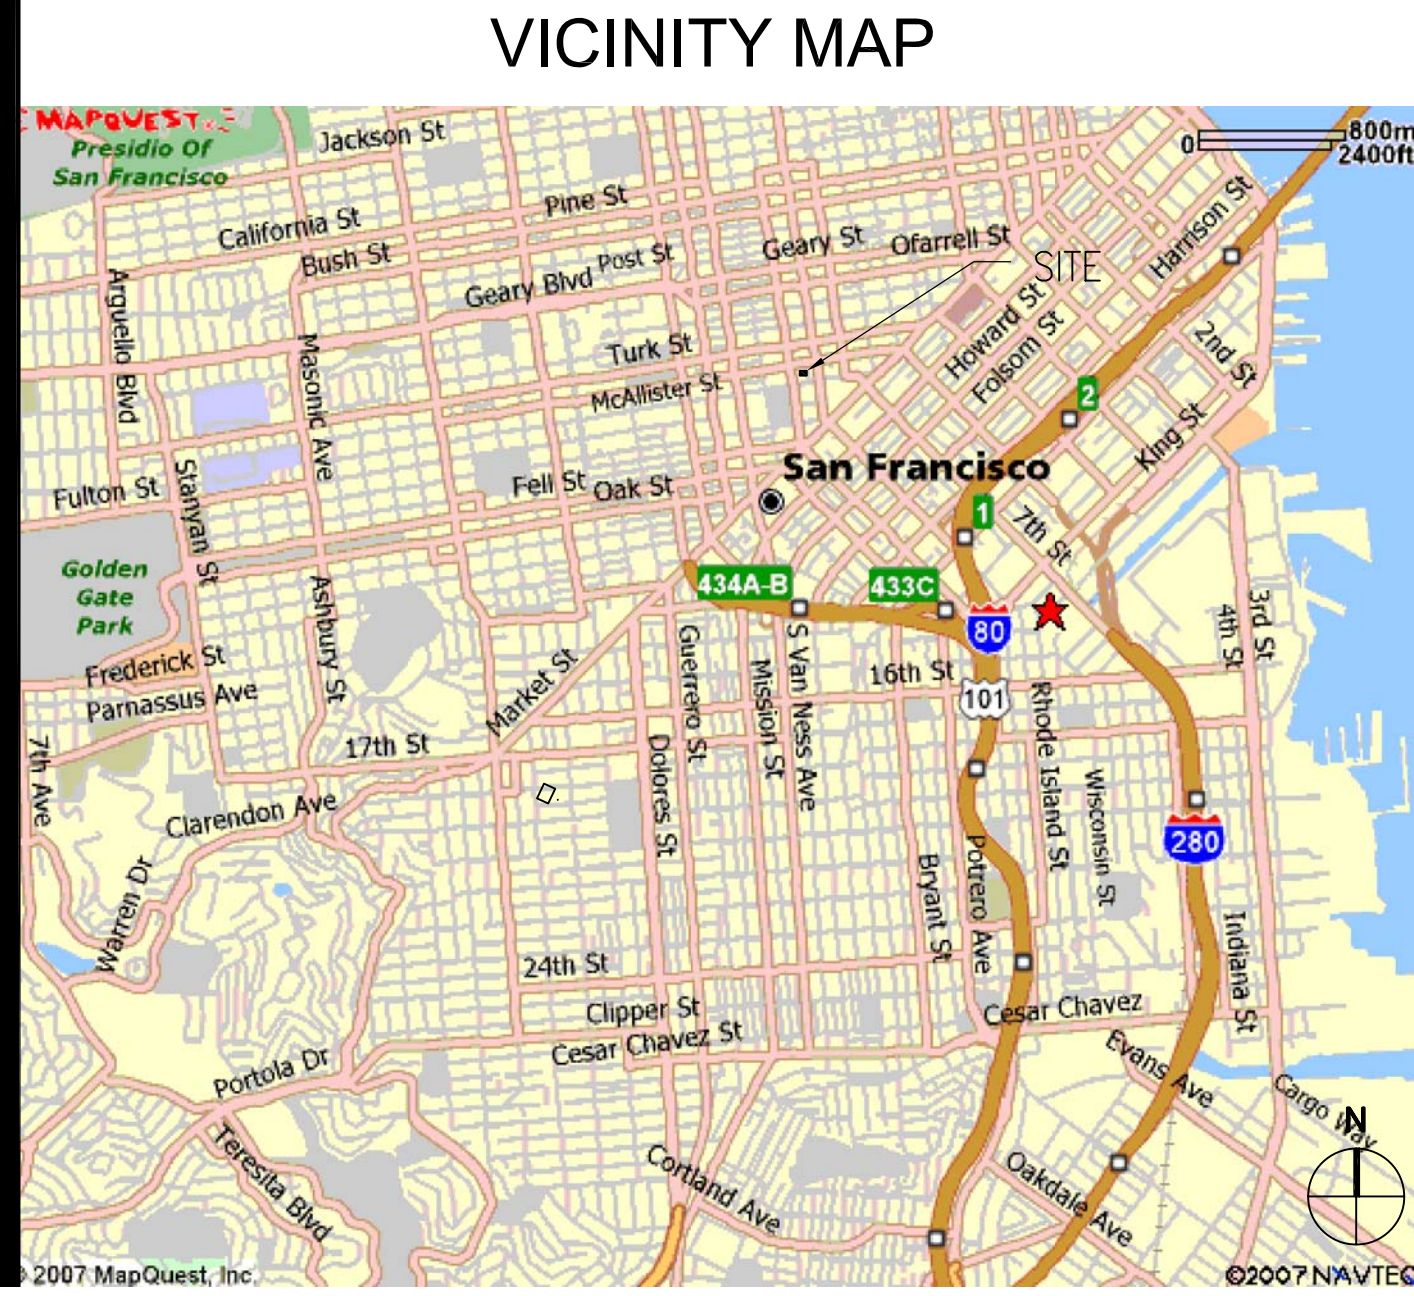 VICINITY MAP
MAPQUEST
Presidio Of
San Francisco
Jackson St
0
800m
2400ft
Pine St
California St
Bush St
Geary St
Ofarrell St
Harrison St
Post St
Geary Blvd
SITE
Arguello Blvd
Masonic Ave
Turk St
McAllister St
Howard St
Folsom St
2nd St
2
King St
San Francisco
Fulton St
Stanyan St
Fell St
Oak St
1
7th St
Golden
Gate
Park
434A-B
433C
80
Ashbury St
3rd St
4th St
Frederick St
Parnassus Ave
Market St
Guerrero St
Mission St
S Van Ness Ave
16th St
101
Rhode Island St
17th St
7th Ave
Dolores St
Wisconsin St
Clarendon Ave
280
Warren Dr
Bryant St
Potrero Ave
Indiana St
24th St
Clipper St
Cesar Chavez St
Cesar Chavez
Portola Dr
Evans Ave
Cargo Way
N
Teresita Blvd
Cortland Ave
Oakdale Ave
2007 MapQuest, Inc.
©2007 NAVTEQ